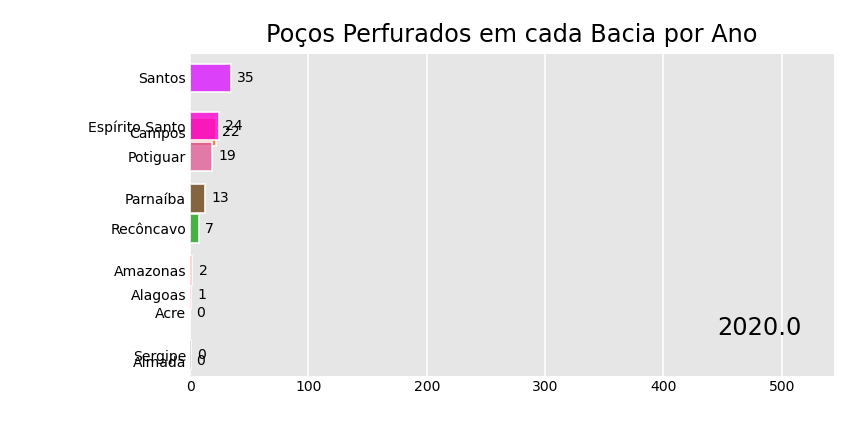 Poços Perfurados em cada Bacia por Ano
Santos 35
Espírito Santo 24
Campos 22
Potiguar 19
Parnaíba 13
Recôncavo 7
Amazonas 2
Alagoas 1
Acre 0
2020.0
Sergipe 0
Almada 0
0 100 200 300 400 500